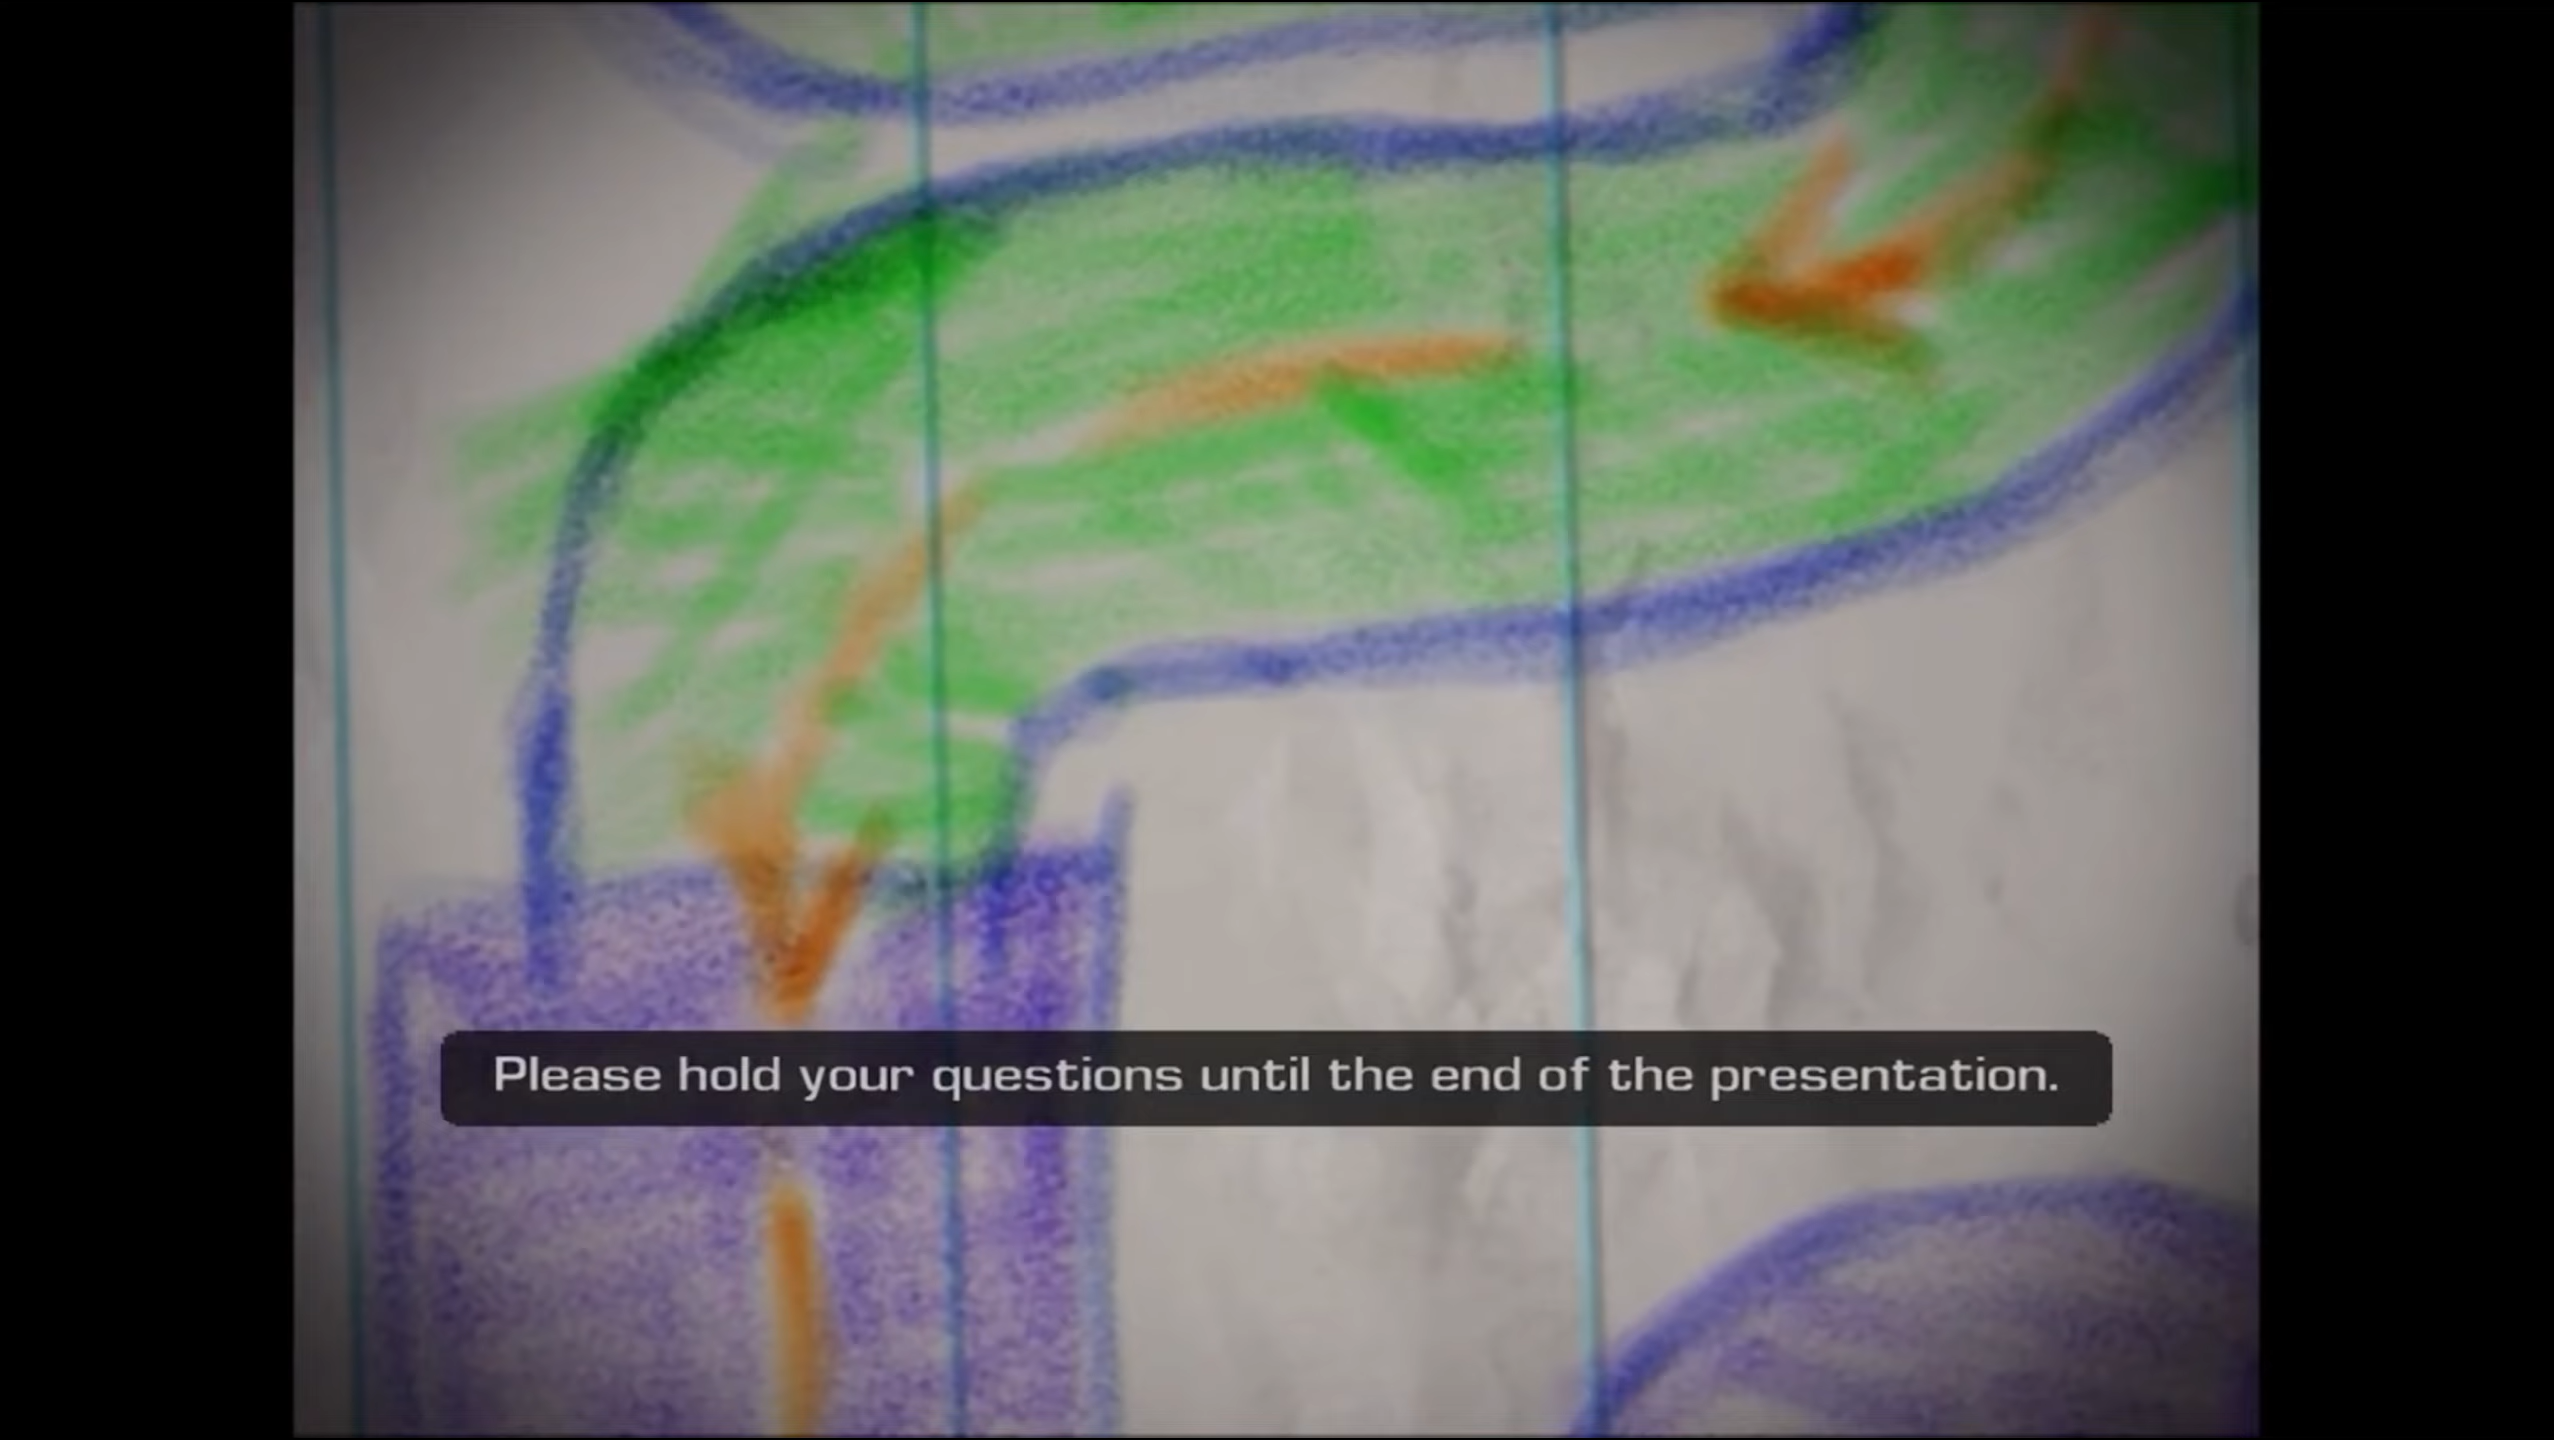 Please hold your questions until the end of the presentation.